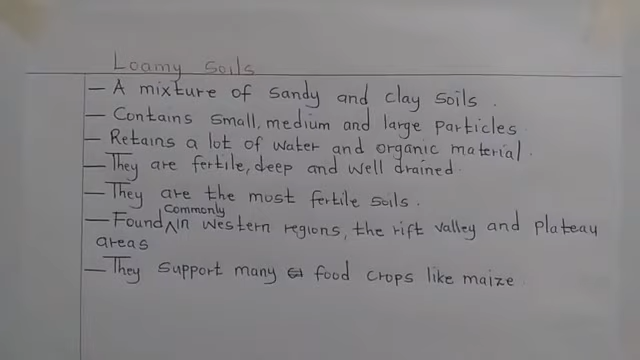 Loamy Soils
– A mixture of sandy and clay soils.
– Contains small, medium and large particles.
– Retains a lot of water and organic material.
– They are fertile, deep and well drained.
– They are the most fertile soils.
– Found commonly in western regions, the rift valley and plateau
areas
– They support many food crops like maize.